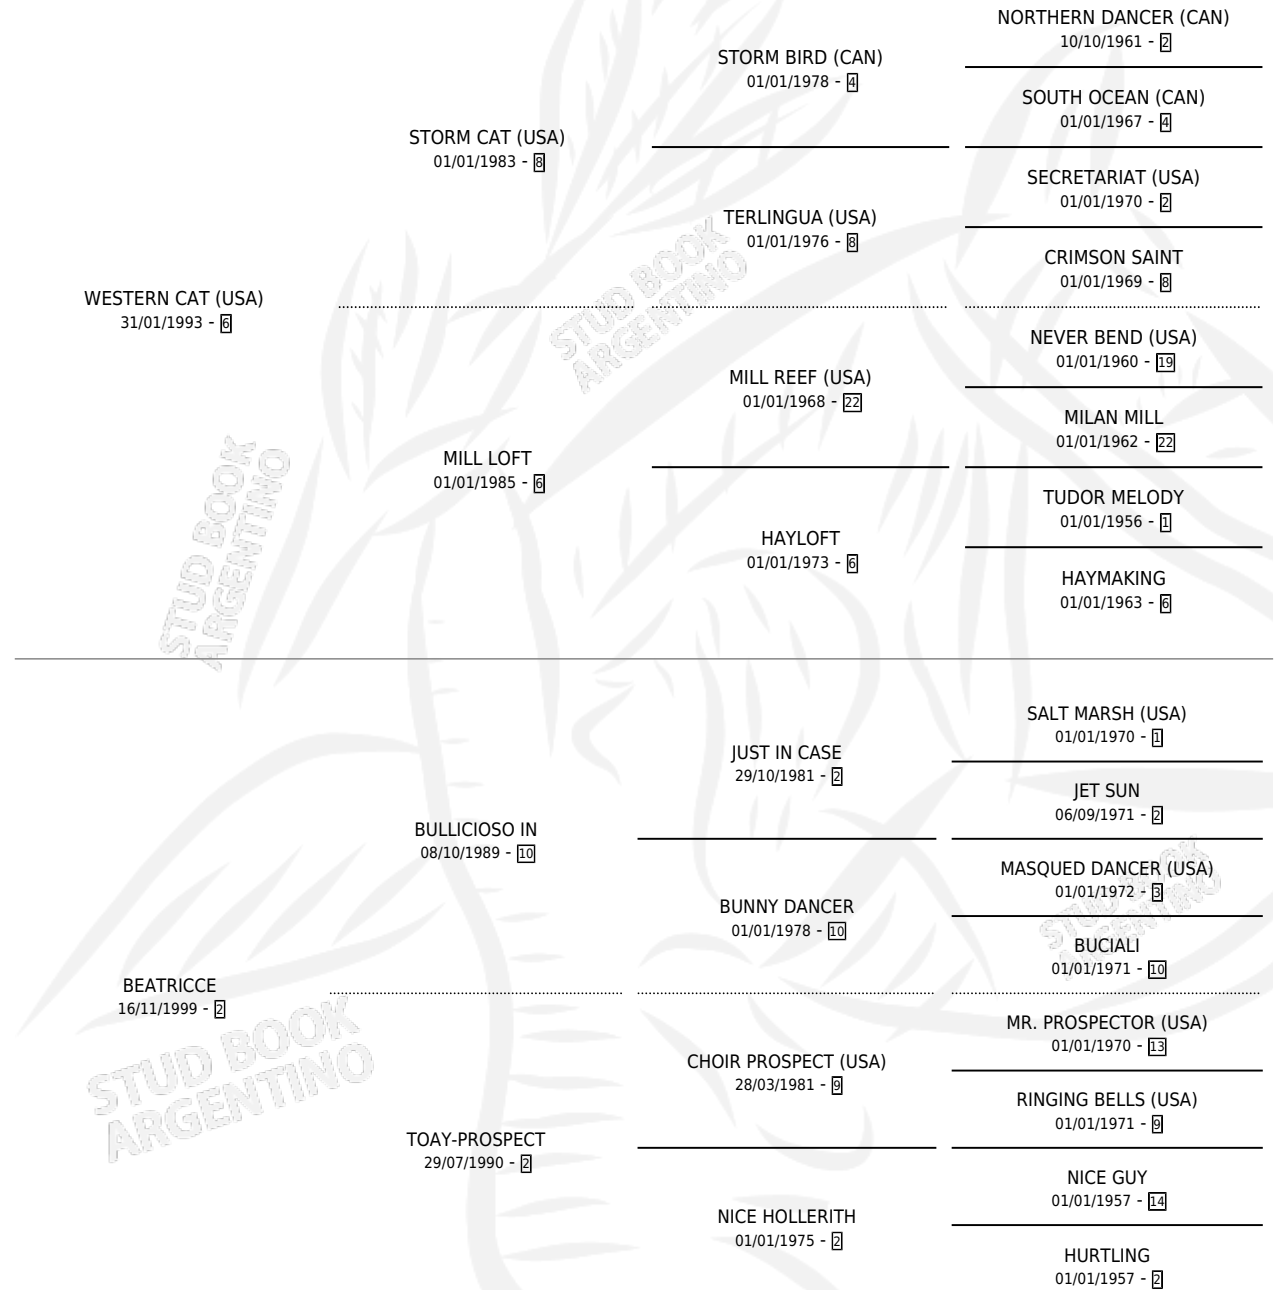 NORTHERN DANCER (CAN)
10/10/1961 - 2
STORM BIRD (CAN)
01/01/1978 - 4
SOUTH OCEAN (CAN)
01/01/1967 - 4
STORM CAT (USA)
01/01/1983 - 8
SECRETARIAT (USA)
01/01/1970 - 2
TERLINGUA (USA)
01/01/1976 - 8
CRIMSON SAINT
01/01/1969 - 8
WESTERN CAT (USA)
31/01/1993 - 6
STUD BOOK
ARGENTINO
NEVER BEND (USA)
01/01/1960 - 19
MILL REEF (USA)
01/01/1968 - 22
MILAN MILL
01/01/1962 - 22
MILL LOFT
01/01/1985 - 6
TUDOR MELODY
01/01/1956 - 1
HAYLOFT
01/01/1973 - 6
HAYMAKING
01/01/1963 - 6
STUD BOOK
ARGENTINO
SALT MARSH (USA)
01/01/1970 - 1
JUST IN CASE
29/10/1981 - 2
JET SUN
06/09/1971 - 2
BULLICIOSO IN
08/10/1989 - 10
MASQUED DANCER (USA)
01/01/1972 - 3
BUNNY DANCER
01/01/1978 - 10
STUD BOOK
ARGENTINO
BUCIALI
01/01/1971 - 10
BEATRICCE
16/11/1999 - 2
STUD BOOK
ARGENTINO
MR. PROSPECTOR (USA)
01/01/1970 - 13
CHOIR PROSPECT (USA)
28/03/1981 - 9
RINGING BELLS (USA)
01/01/1971 - 9
TOAY-PROSPECT
29/07/1990 - 2
NICE GUY
01/01/1957 - 14
NICE HOLLERITH
01/01/1975 - 2
HURTLING
01/01/1957 - 2